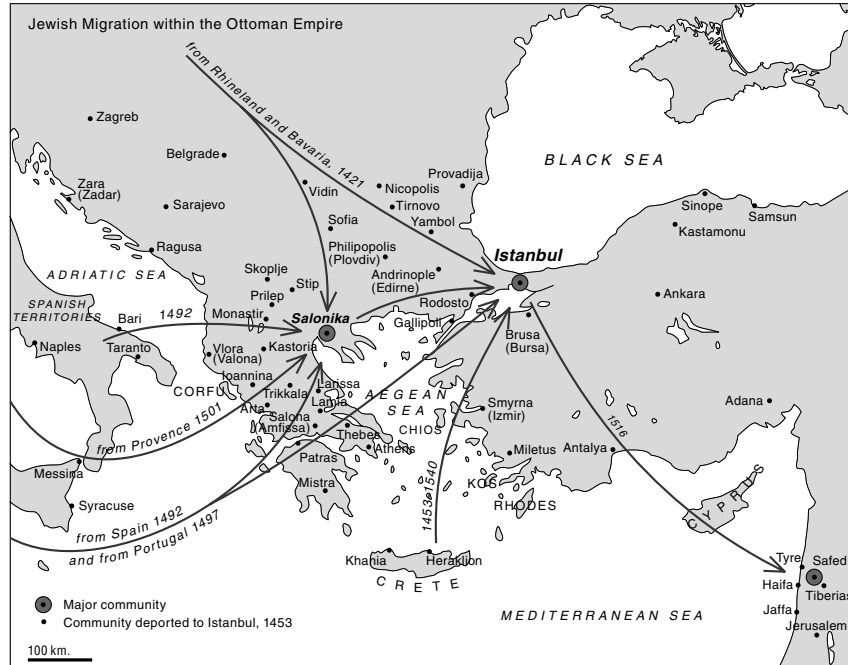 Jewish Migration within the Ottoman Empire
from Rhineland and Bavaria, 1421
Zagreb
Belgrade
BLACK SEA
Provadija
Vidin
Nicopolis
Zara
(Zadar)
Tirnovo
Sinope
Samsun
Sarajevo
Sofia
Yambol
Kastamonu
Ragusa
Philipopolis
(Plovdiv)
Istanbul
ADRIATIC SEA
Skoplje
Andrinople
(Edirne)
Stip
Ankara
SPANISH
TERRITORIES
Prilep
Rodosto
1492
Bari
Monastir
Salonika
Gallipoli
Naples
Taranto
Vlora
(Valona)
Kastoria
Brusa
(Bursa)
Ioannina
CORFU
Trikkala
Larissa
AEGEAN
SEA
Adana
Arta
Lamia
Smyrna
(Izmir)
Salona
(Amfissa)
CHIOS
1516
from Provence 1501
Thebes
Athens
Messina
Patras
Miletus
Antalya
Mistra
KOS
Syracuse
RHODES
CYPRUS
1453-1540
from Spain 1492
and from Portugal 1497
Khania
Heraklion
CRETE
Tyre
Safed
Haifa
Tiberias
Major community
MEDITERRANEAN SEA
Jaffa
Community deported to Istanbul, 1453
Jerusalem
100 km.